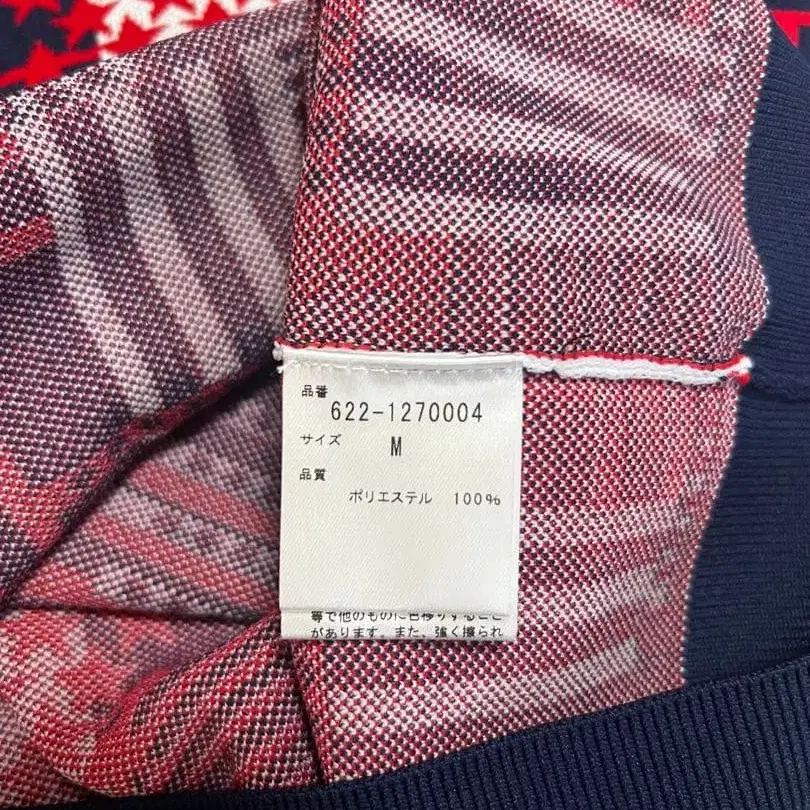 品番
622-1270004
サイズ
M
品質
ポリエステル 100%
等で他のものに色移りすること
があります。また、強く擦られ